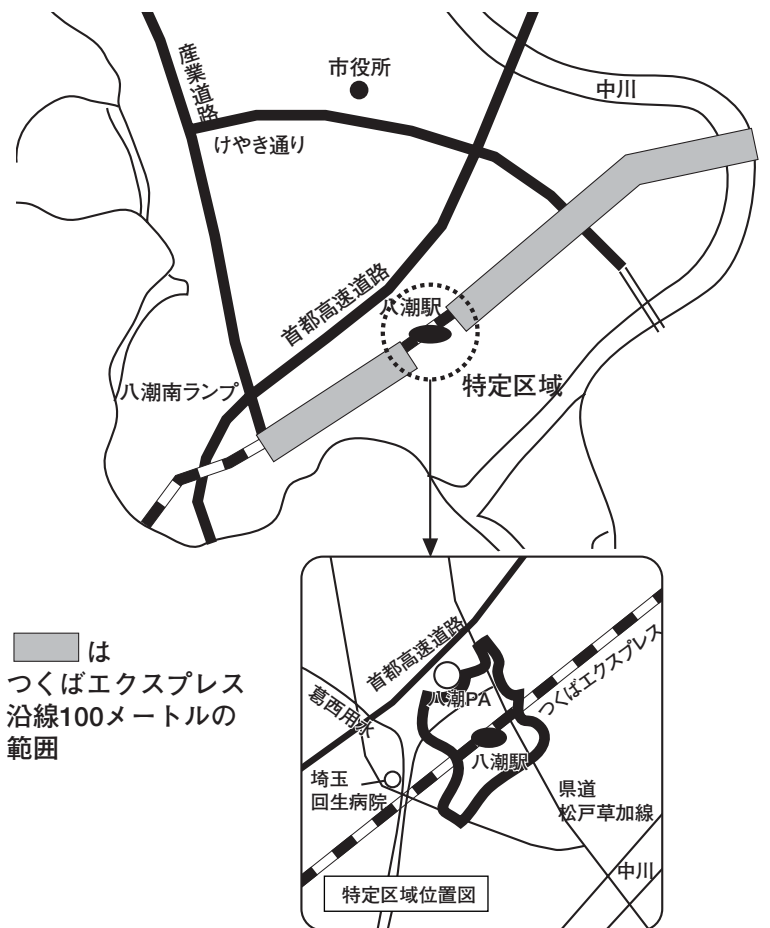 産業道路
市役所
中川
けやき通り
首都高速道路
八潮駅
八潮南ランプ
特定区域
は
つくばエクスプレス
沿線100メートルの
範囲
首都高速道路
つくばエクスプレス
葛西用水
八潮PA
八潮駅
埼玉
回生病院
県道
松戸草加線
中川
特定区域位置図